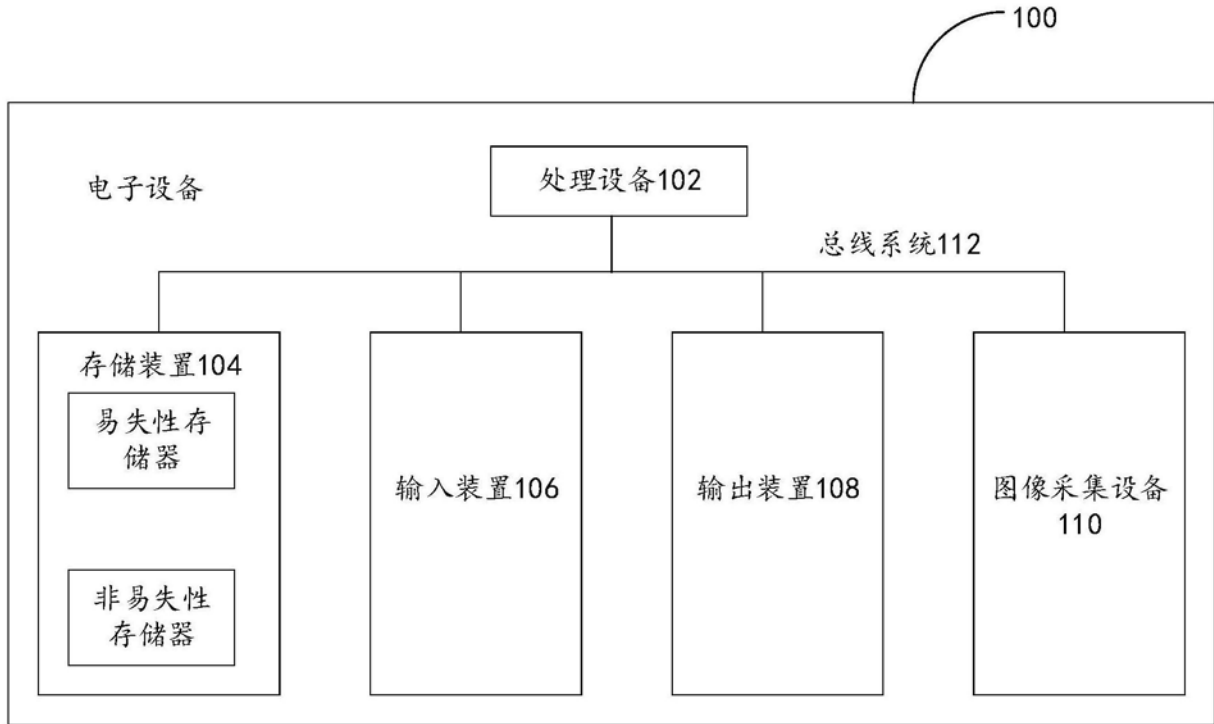 100
电子设备
处理设备102
总线系统112
存储装置104
易失性存
储器
非易失性
存储器
输入装置106
输出装置108
图像采集设备
110